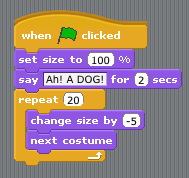 when clicked
set size to 100 %
say Ah! A DOG! for 2 secs
repeat 20
change size by -5
next costume